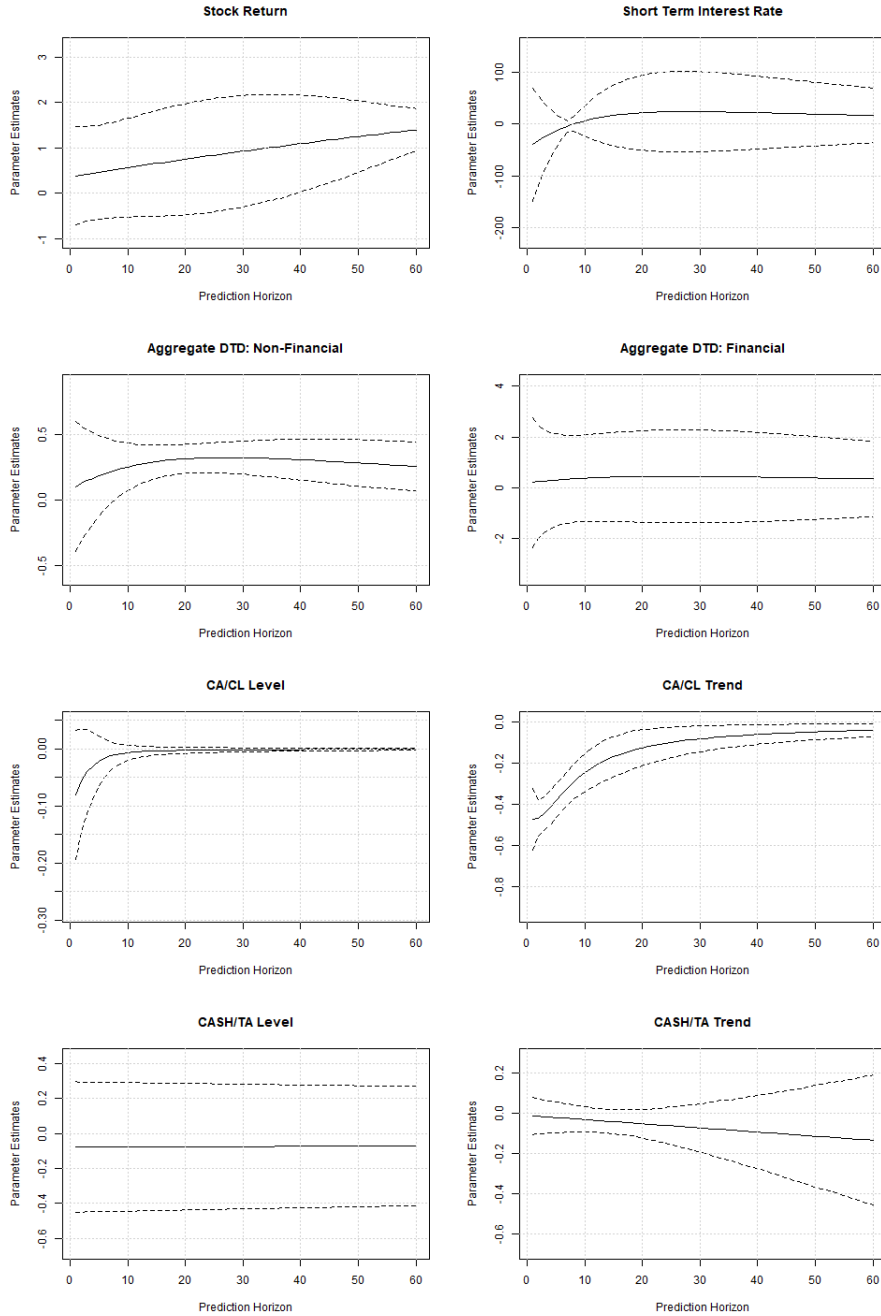 Stock Return
Parameter Estimates
3
2
1
0
-1
0 10 20 30 40 50 60
Prediction Horizon
Short Term Interest Rate
Parameter Estimates
100
0
-100
-200
0 10 20 30 40 50 60
Prediction Horizon
Aggregate DTD: Non-Financial
Parameter Estimates
0.5
0.0
-0.5
0 10 20 30 40 50 60
Prediction Horizon
Aggregate DTD: Financial
Parameter Estimates
4
2
0
-2
0 10 20 30 40 50 60
Prediction Horizon
CA/CL Level
Parameter Estimates
0.00
-0.10
-0.20
-0.30
0 10 20 30 40 50 60
Prediction Horizon
CA/CL Trend
Parameter Estimates
0.0
-0.2
-0.4
-0.6
-0.8
0 10 20 30 40 50 60
Prediction Horizon
CASH/TA Level
Parameter Estimates
0.4
0.2
0.0
-0.2
-0.4
-0.6
0 10 20 30 40 50 60
Prediction Horizon
CASH/TA Trend
Parameter Estimates
0.2
0.0
-0.2
-0.4
-0.6
0 10 20 30 40 50 60
Prediction Horizon